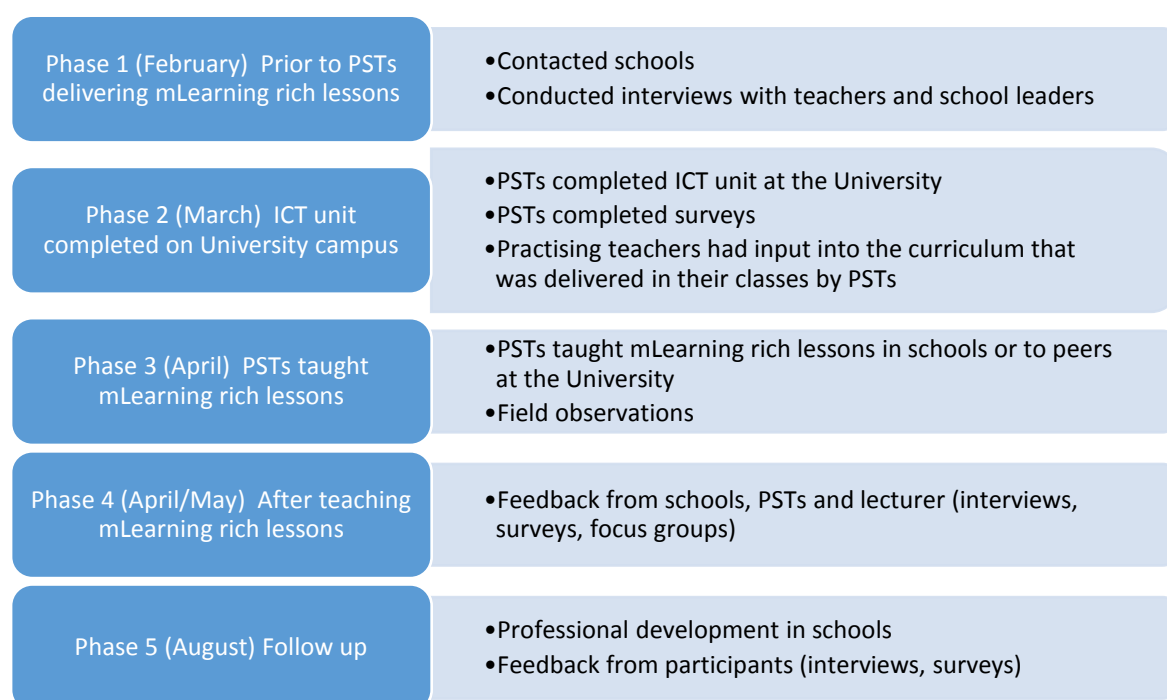 Phase 1 (February)  Prior to PSTs
delivering mLearning rich lessons
•Contacted schools
•Conducted interviews with teachers and school leaders
Phase 2 (March)  ICT unit
completed on University campus
•PSTs completed ICT unit at the University
•PSTs completed surveys
•Practising teachers had input into the curriculum that
was delivered in their classes by PSTs
Phase 3 (April)  PSTs taught
mLearning rich lessons
•PSTs taught mLearning rich lessons in schools or to peers
at the University
•Field observations
Phase 4 (April/May)  After teaching
mLearning rich lessons
•Feedback from schools, PSTs and lecturer (interviews,
surveys, focus groups)
Phase 5 (August) Follow up
•Professional development in schools
•Feedback from participants (interviews, surveys)